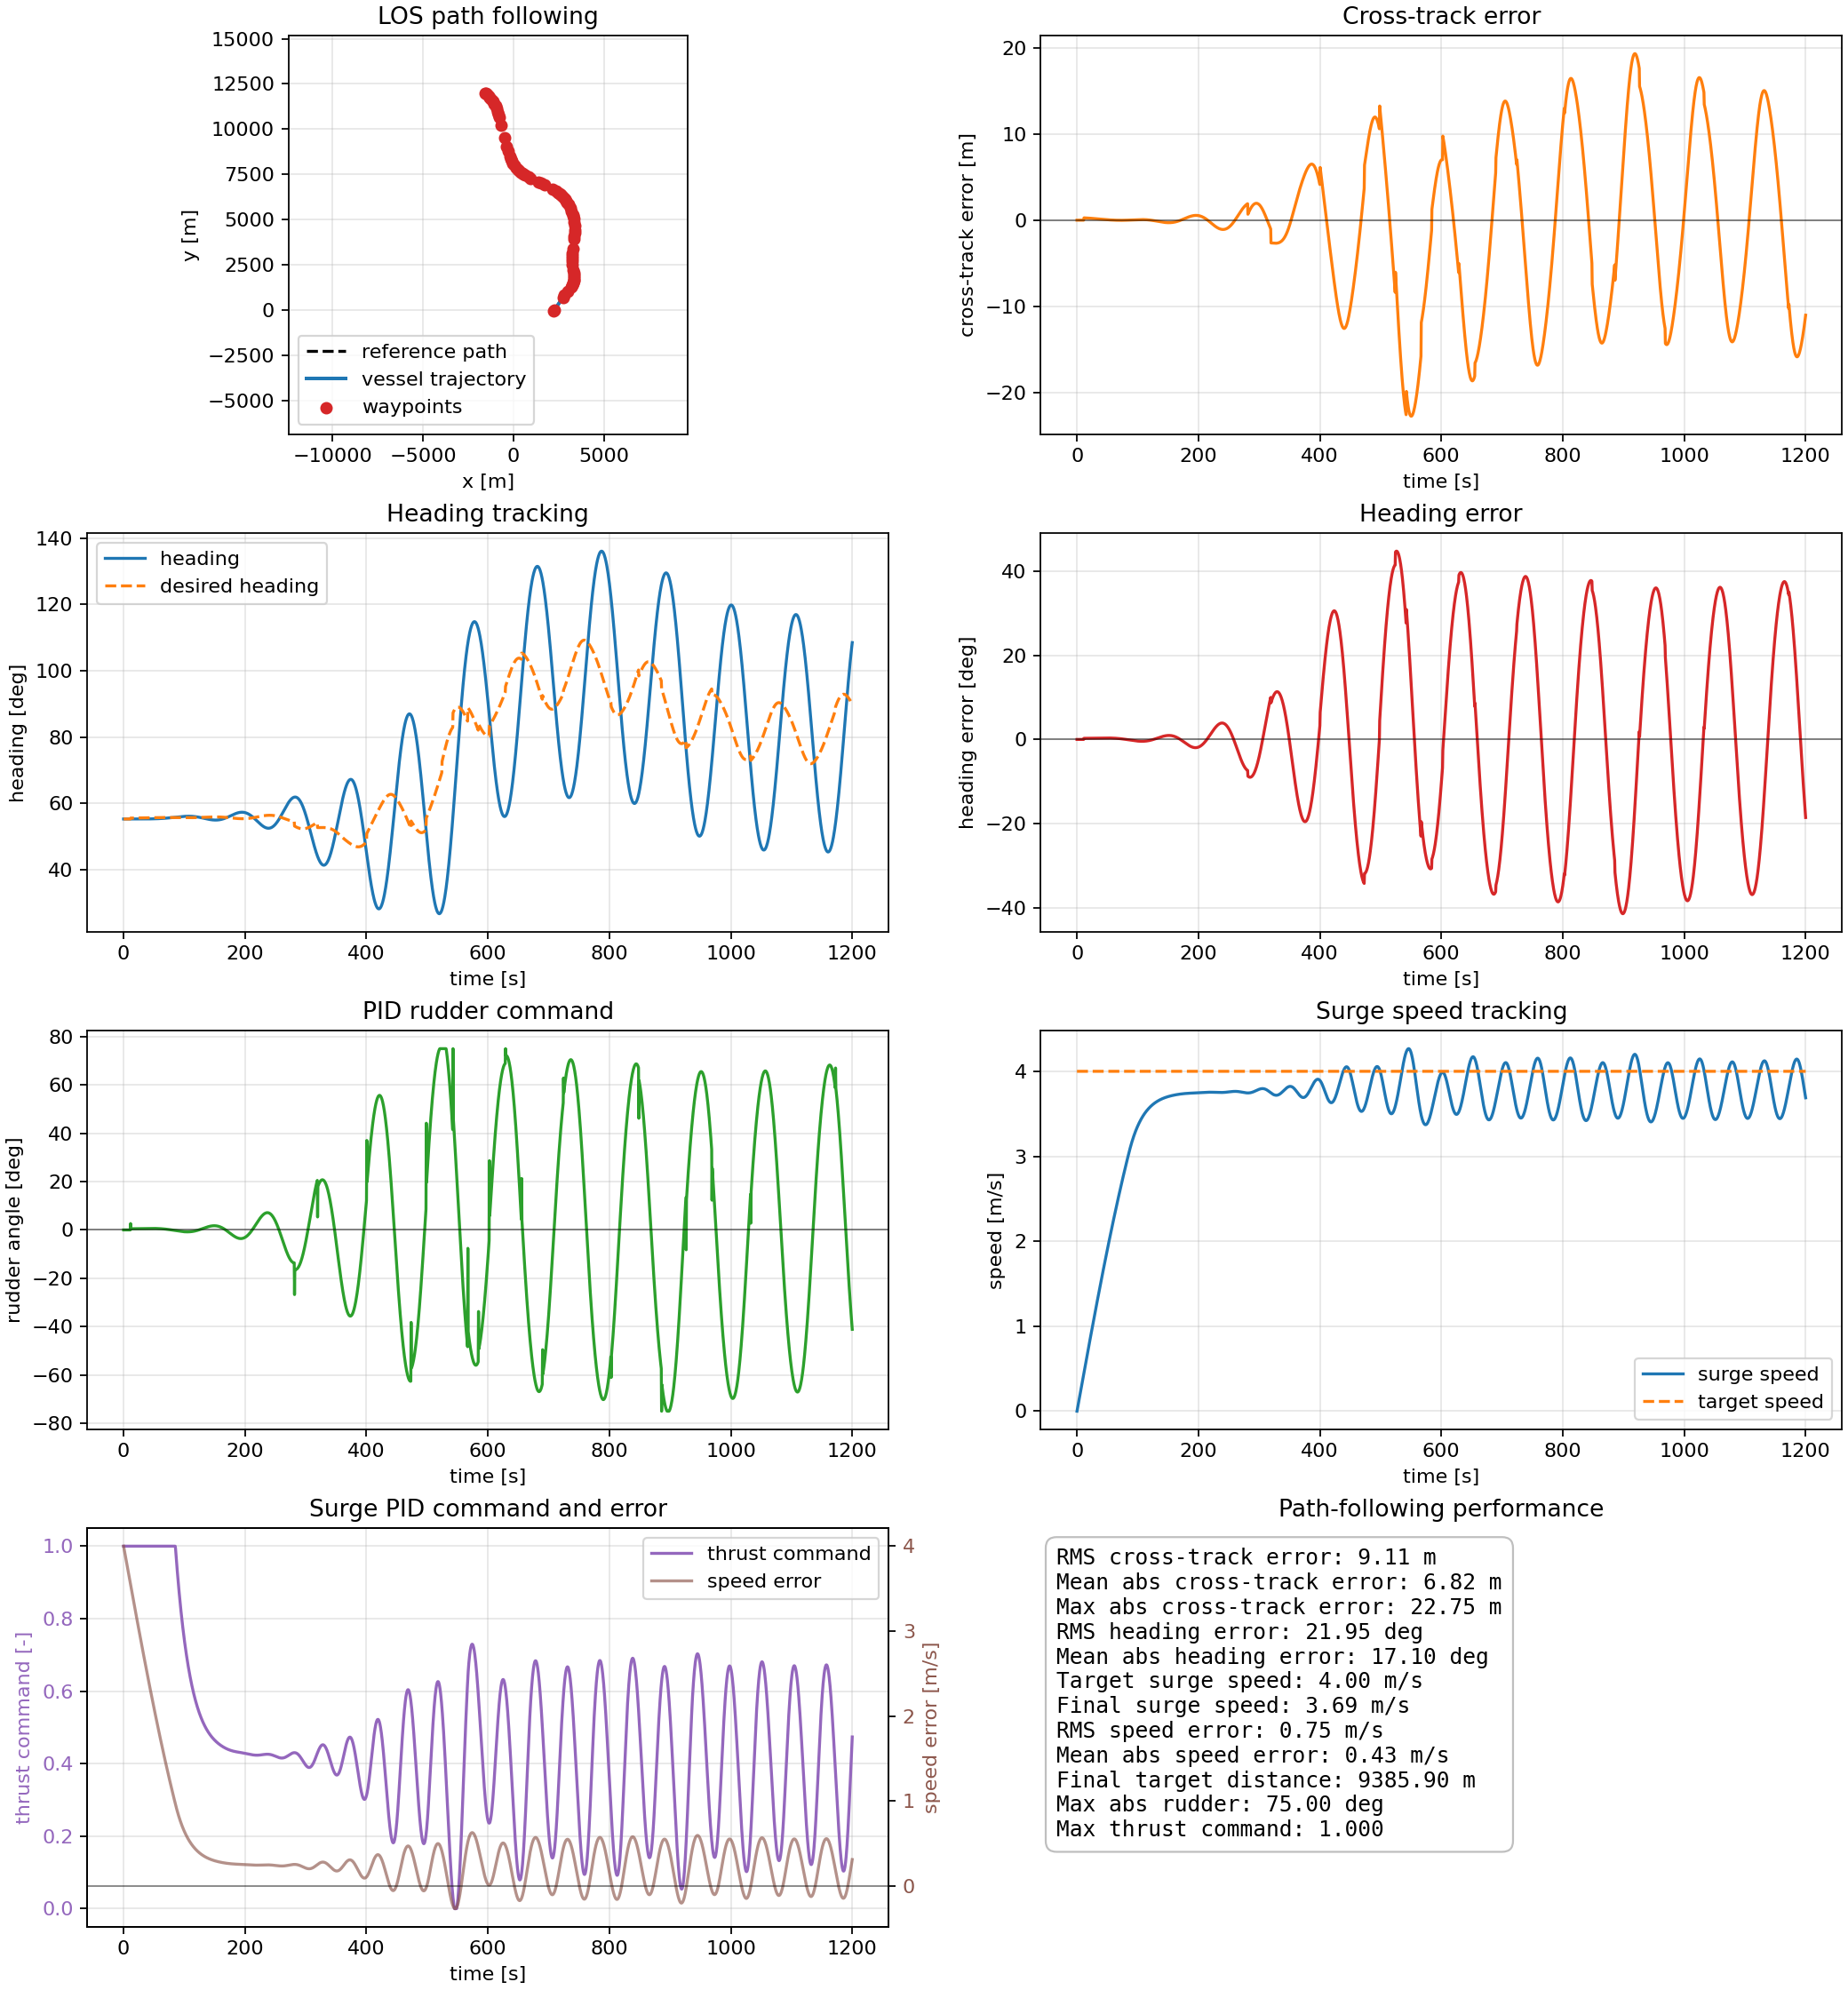 LOS path following
15000
12500
10000
7500
5000
2500
0
−2500
−5000
y [m]
reference path
vessel trajectory
waypoints
−10000 −5000 0 5000
x [m]
Cross-track error
20
10
0
−10
−20
cross-track error [m]
0 200 400 600 800 1000 1200
time [s]
Heading tracking
140
120
100
80
60
40
heading [deg]
heading
desired heading
0 200 400 600 800 1000 1200
time [s]
Heading error
40
20
0
−20
−40
heading error [deg]
0 200 400 600 800 1000 1200
time [s]
PID rudder command
80
60
40
20
0
−20
−40
−60
−80
rudder angle [deg]
0 200 400 600 800 1000 1200
time [s]
Surge speed tracking
4
3
2
1
0
speed [m/s]
surge speed
target speed
0 200 400 600 800 1000 1200
time [s]
Surge PID command and error
1.0
0.8
0.6
0.4
0.2
0.0
thrust command [-]
thrust command
speed error
4
3
2
1
0
speed error [m/s]
0 200 400 600 800 1000 1200
time [s]
Path-following performance
RMS cross-track error: 9.11 m
Mean abs cross-track error: 6.82 m
Max abs cross-track error: 22.75 m
RMS heading error: 21.95 deg
Mean abs heading error: 17.10 deg
Target surge speed: 4.00 m/s
Final surge speed: 3.69 m/s
RMS speed error: 0.75 m/s
Mean abs speed error: 0.43 m/s
Final target distance: 9385.90 m
Max abs rudder: 75.00 deg
Max thrust command: 1.000